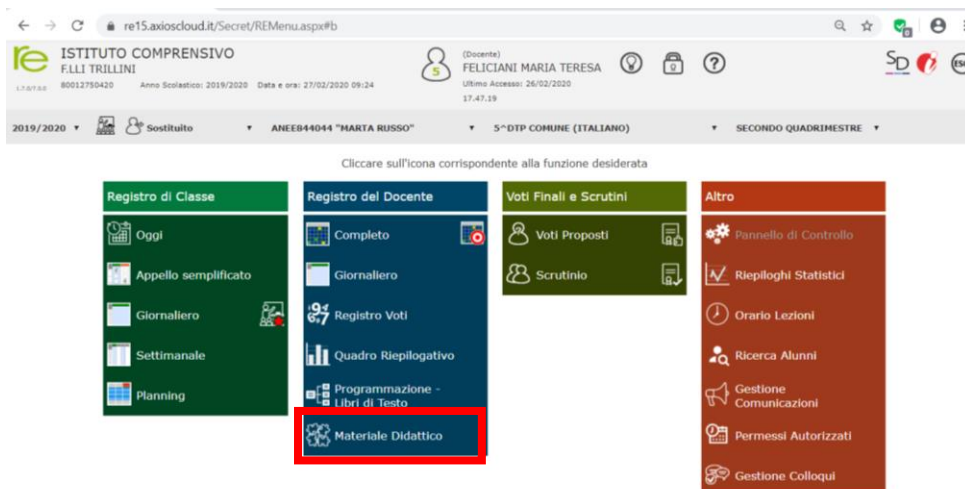 re15.axioscloud.it/Secret/REMenu.aspx#b
re
ISTITUTO COMPRENSIVO
F.LLI TRILLINI
80012750420 Anno Scolastico: 2019/2020 Data e ora: 27/02/2020 09:24
5
(Docente)
FELICIANI MARIA TERESA
Ultimo Accesso: 26/02/2020
17.47.19
SD
2019/2020 Sostituito ANEE844044 "MARTA RUSSO" 5^DTP COMUNE (ITALIANO) SECONDO QUADRIMESTRE
Cliccare sull'icona corrispondente alla funzione desiderata
Registro di Classe
Oggi
Appello semplificato
Giornaliero
Settimanale
Planning
Registro del Docente
Completo
Giornaliero
Registro Voti
Quadro Riepilogativo
Programmazione -
Libri di Testo
Materiale Didattico
Voti Finali e Scrutini
Voti Proposti
Scrutinio
Altro
Pannello di Controllo
Riepiloghi Statistici
Orario Lezioni
Ricerca Alunni
Gestione
Comunicazioni
Permessi Autorizzati
Gestione Colloqui